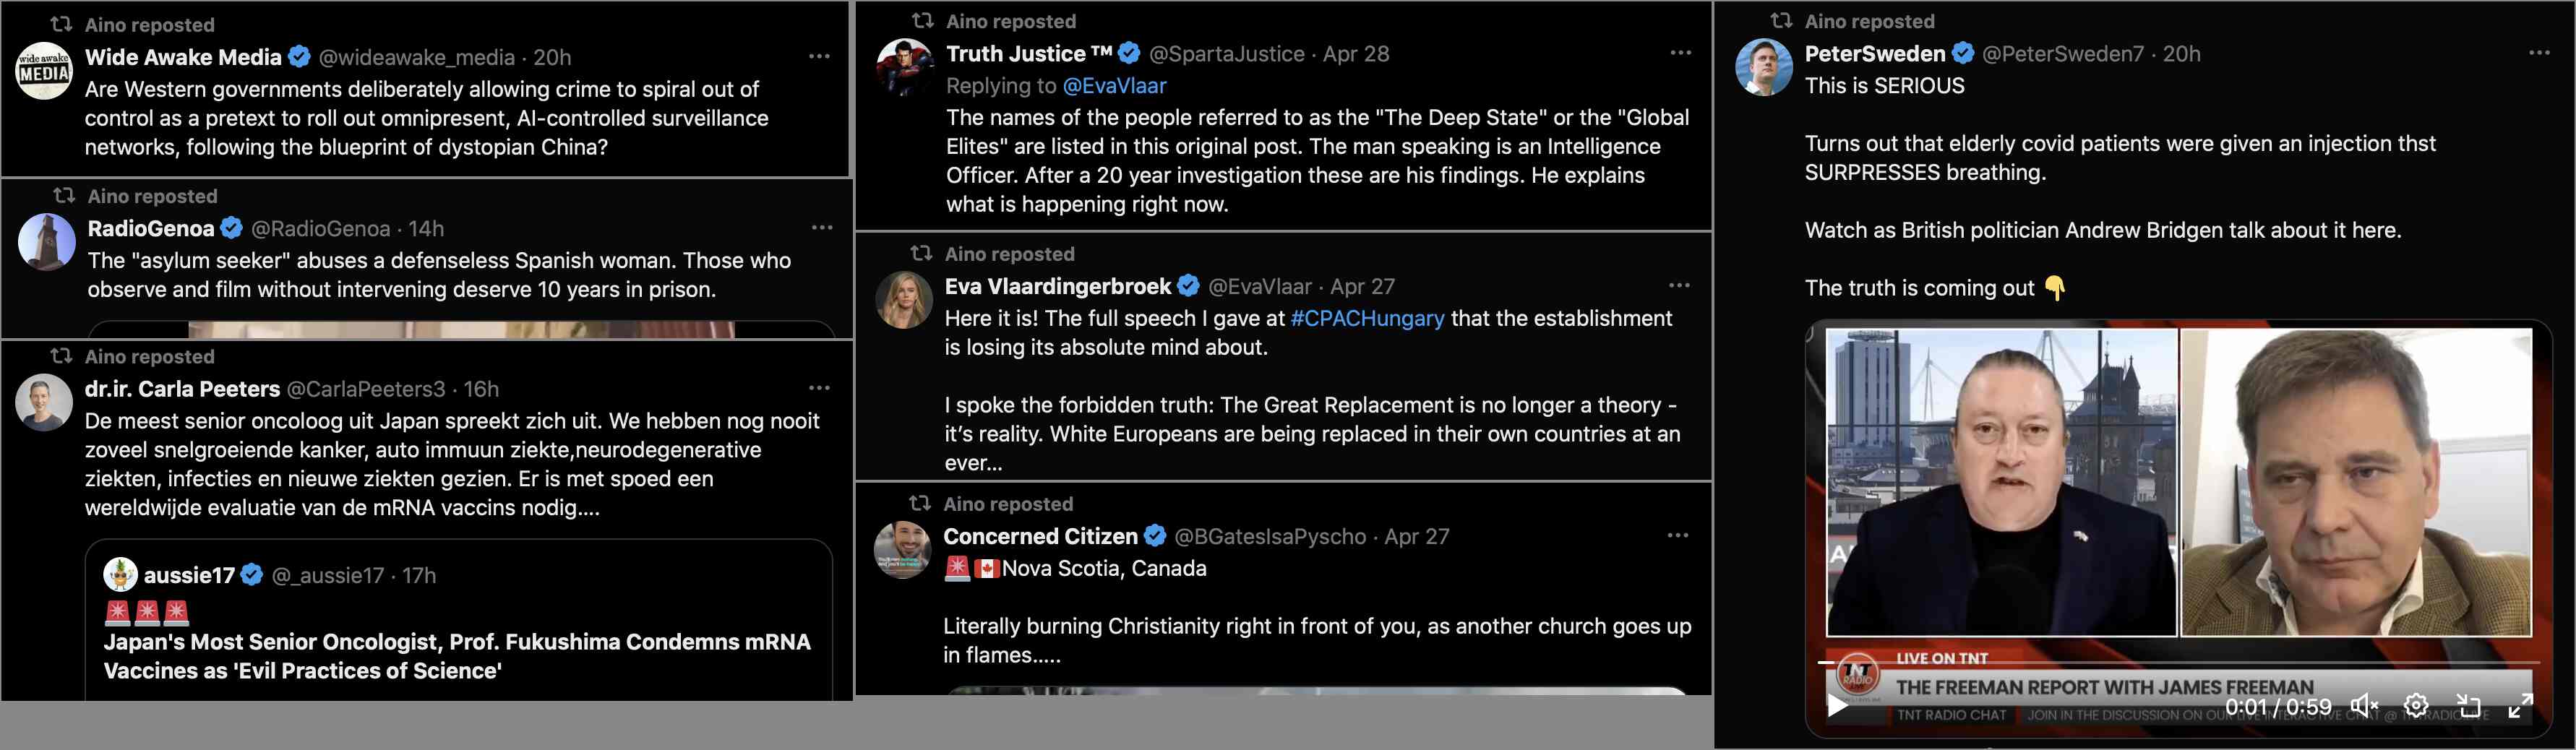 Aino reposted
Wide Awake Media @wideawake_media · 20h
Are Western governments deliberately allowing crime to spiral out of
control as a pretext to roll out omnipresent, AI-controlled surveillance
networks, following the blueprint of dystopian China?
wide awake
MEDIA
Aino reposted
RadioGenoa @RadioGenoa · 14h
The "asylum seeker" abuses a defenseless Spanish woman. Those who
observe and film without intervening deserve 10 years in prison.
Aino reposted
dr.ir. Carla Peeters @CarlaPeeters3 · 16h
De meest senior oncoloog uit Japan spreekt zich uit. We hebben nog nooit
zoveel snelgroeiende kanker, auto immuun ziekte,neurodegenerative
ziekten, infecties en nieuwe ziekten gezien. Er is met spoed een
wereldwijde evaluatie van de mRNA vaccins nodig....
aussie17 @_aussie17 · 17h
🚨🚨🚨
Japan's Most Senior Oncologist, Prof. Fukushima Condemns mRNA
Vaccines as 'Evil Practices of Science'
Aino reposted
Truth Justice ™ @SpartaJustice · Apr 28
Replying to @EvaVlaar
The names of the people referred to as the "The Deep State" or the "Global
Elites" are listed in this original post. The man speaking is an Intelligence
Officer. After a 20 year investigation these are his findings. He explains
what is happening right now.
Aino reposted
Eva Vlaardingerbroek @EvaVlaar · Apr 27
Here it is! The full speech I gave at #CPACHungary that the establishment
is losing its absolute mind about.
I spoke the forbidden truth: The Great Replacement is no longer a theory -
it's reality. White Europeans are being replaced in their own countries at an
ever...
Aino reposted
Concerned Citizen @BGatesIsaPyscho · Apr 27
🚨🇨🇦Nova Scotia, Canada
Literally burning Christianity right in front of you, as another church goes up
in flames.....
Aino reposted
PeterSweden @PeterSweden7 · 20h
This is SERIOUS
Turns out that elderly covid patients were given an injection thst
SURPRESSES breathing.
Watch as British politician Andrew Bridgen talk about it here.
The truth is coming out 👇
LIVE ON TNT
TNT
RADIO
LIVE
THE FREEMAN REPORT WITH JAMES FREEMAN
0:01 / 0:59
TNT RADIO CHAT JOIN IN THE DISCUSSION ON OUR LIVE INTERACTIVE CHAT @ TNTRADIO.LIVE